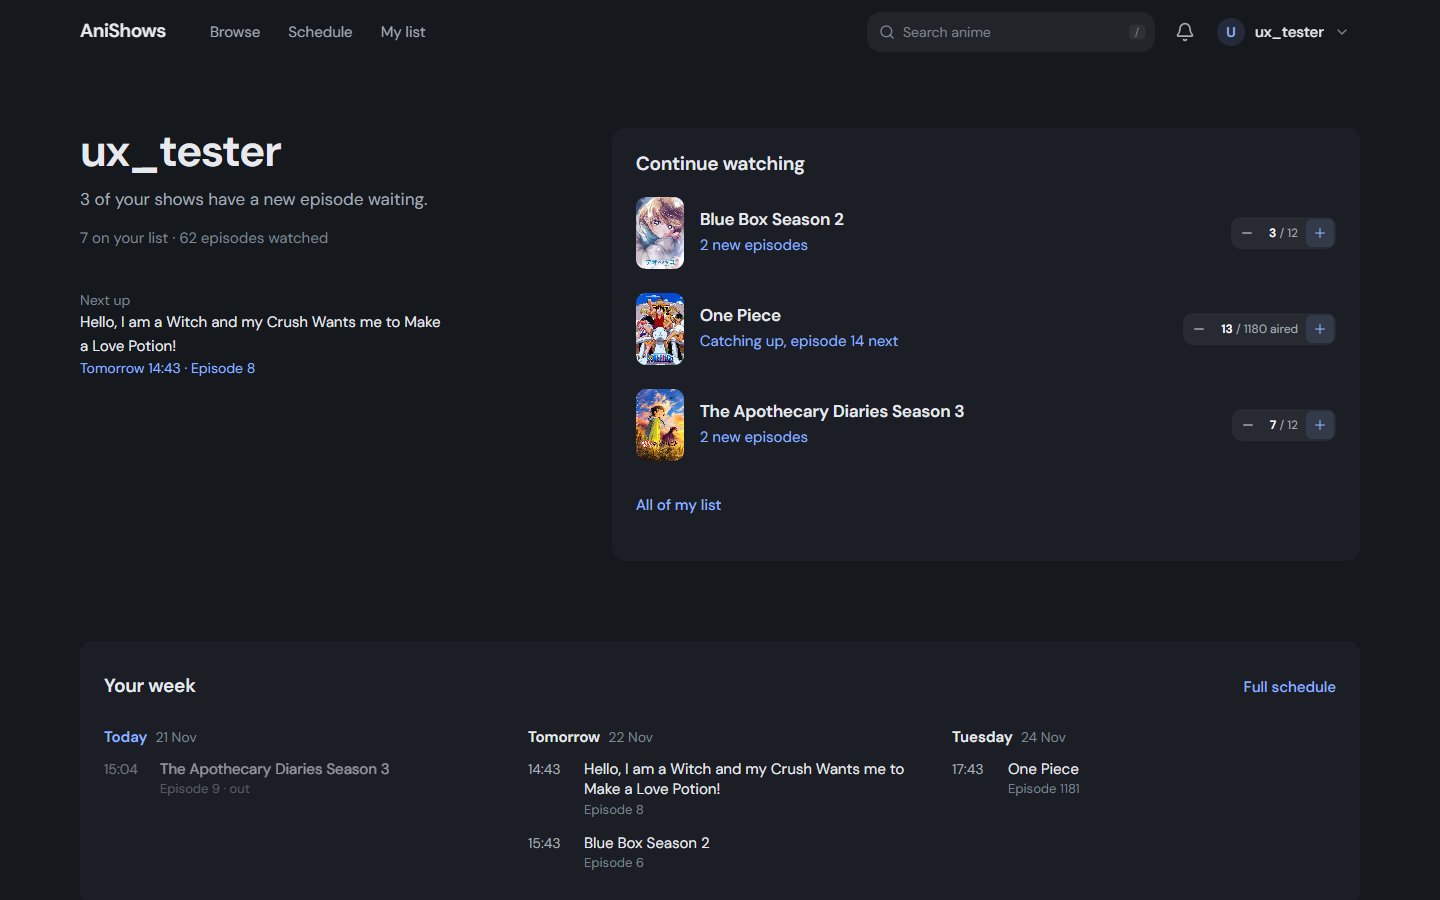 AniShows
Browse
Schedule
My list
Search anime
/
U
ux_tester
ux_tester
3 of your shows have a new episode waiting.
7 on your list · 62 episodes watched
Next up
Hello, I am a Witch and my Crush Wants me to Make
a Love Potion!
Tomorrow 14:43 · Episode 8
Continue watching
Blue Box Season 2
2 new episodes
− 3 / 12 +
One Piece
Catching up, episode 14 next
− 13 / 1180 aired +
The Apothecary Diaries Season 3
2 new episodes
− 7 / 12 +
All of my list
Your week
Full schedule
Today 21 Nov
15:04 The Apothecary Diaries Season 3
Episode 9 · out
Tomorrow 22 Nov
14:43 Hello, I am a Witch and my Crush Wants me to
Make a Love Potion!
Episode 8
15:43 Blue Box Season 2
Episode 6
Tuesday 24 Nov
17:43 One Piece
Episode 1181